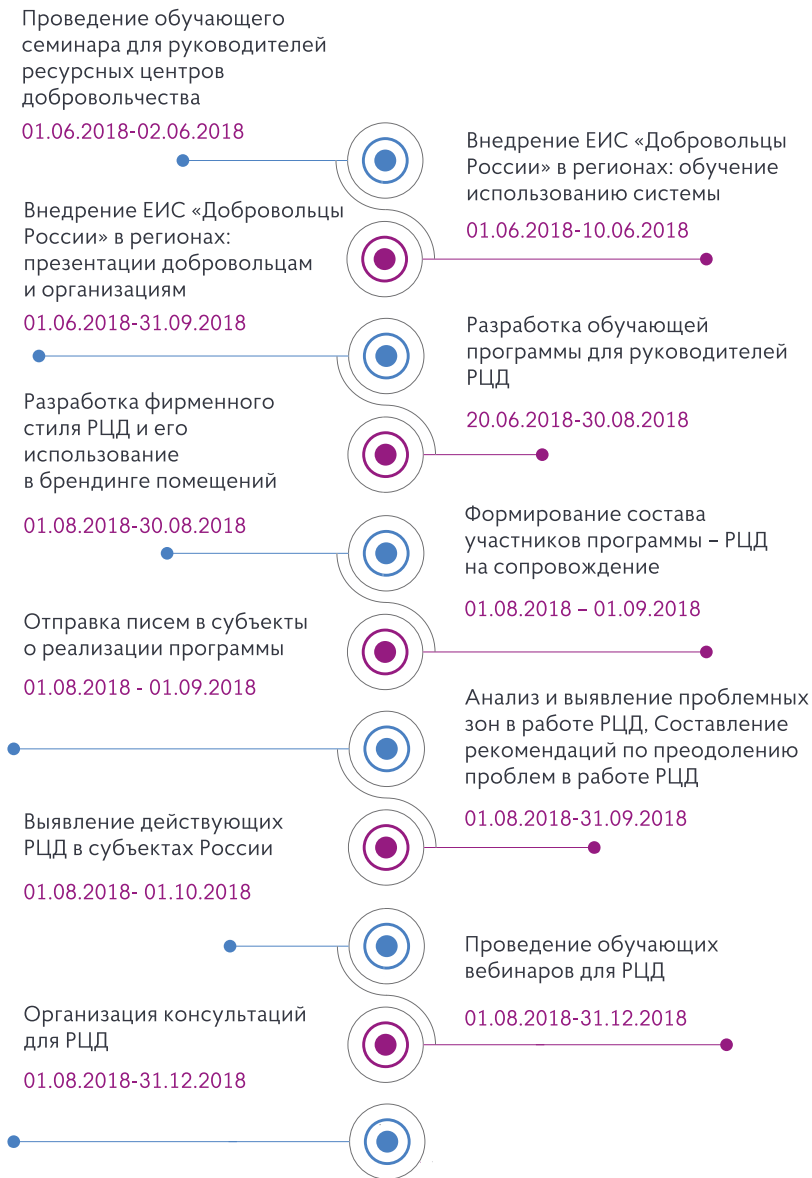 Проведение обучающего
семинара для руководителей
ресурсных центров
добровольчества
01.06.2018-02.06.2018
Внедрение ЕИС «Добровольцы
России» в регионах: обучение
использованию системы
01.06.2018-10.06.2018
Внедрение ЕИС «Добровольцы
России» в регионах:
презентации добровольцам
и организациям
01.06.2018-31.09.2018
Разработка обучающей
программы для руководителей
РЦД
20.06.2018-30.08.2018
Разработка фирменного
стиля РЦД и его
использование
в брендинге помещений
01.08.2018-30.08.2018
Формирование состава
участников программы – РЦД
на сопровождение
01.08.2018 – 01.09.2018
Отправка писем в субъекты
о реализации программы
01.08.2018 - 01.09.2018
Анализ и выявление проблемных
зон в работе РЦД, Составление
рекомендаций по преодолению
проблем в работе РЦД
01.08.2018-31.09.2018
Выявление действующих
РЦД в субъектах России
01.08.2018- 01.10.2018
Проведение обучающих
вебинаров для РЦД
01.08.2018-31.12.2018
Организация консультаций
для РЦД
01.08.2018-31.12.2018